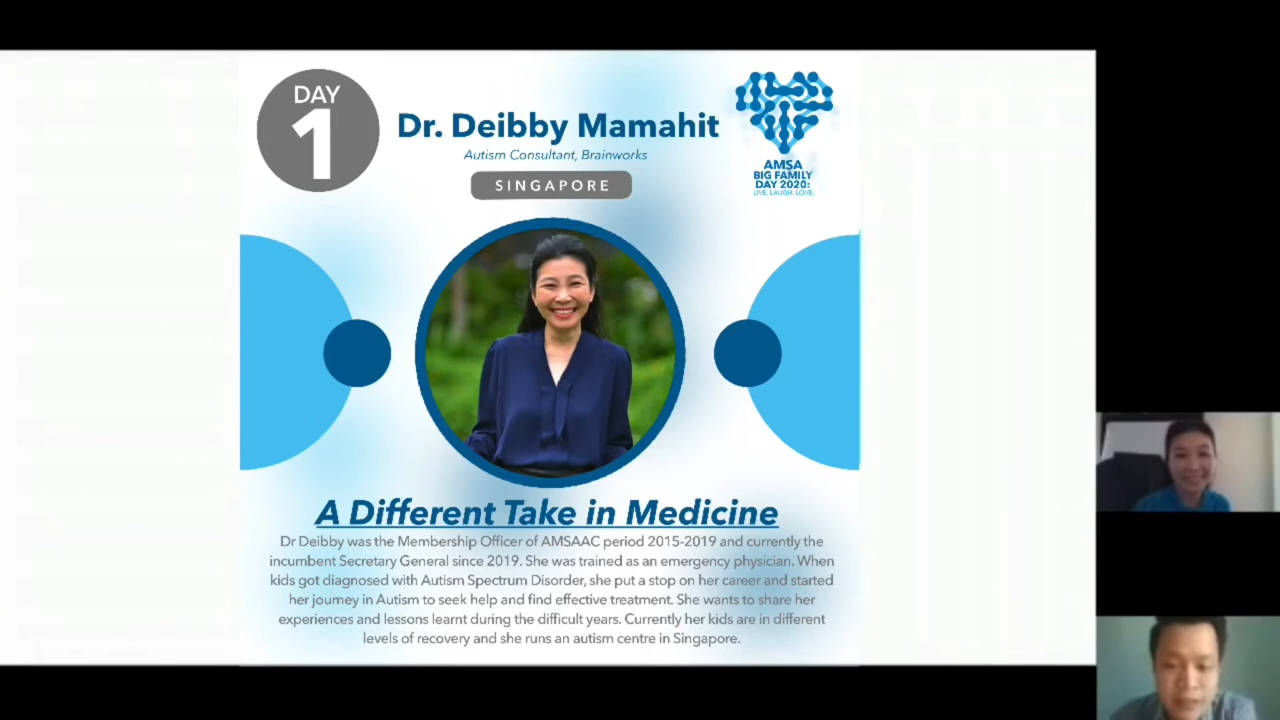 DAY
1
Dr. Deibby Mamahit
Autism Consultant, Brainworks
SINGAPORE
AMSA
BIG FAMILY
DAY 2020:
LIVE. LAUGH. LOVE.
A Different Take in Medicine
Dr Deibby was the Membership Officer of AMSAAC period 2015-2019 and currently the
incumbent Secretary General since 2019. She was trained as an emergency physician. When
kids got diagnosed with Autism Spectrum Disorder, she put a stop on her career and started
her journey in Autism to seek help and find effective treatment. She wants to share her
experiences and lessons learnt during the difficult years. Currently her kids are in different
levels of recovery and she runs an autism centre in Singapore.